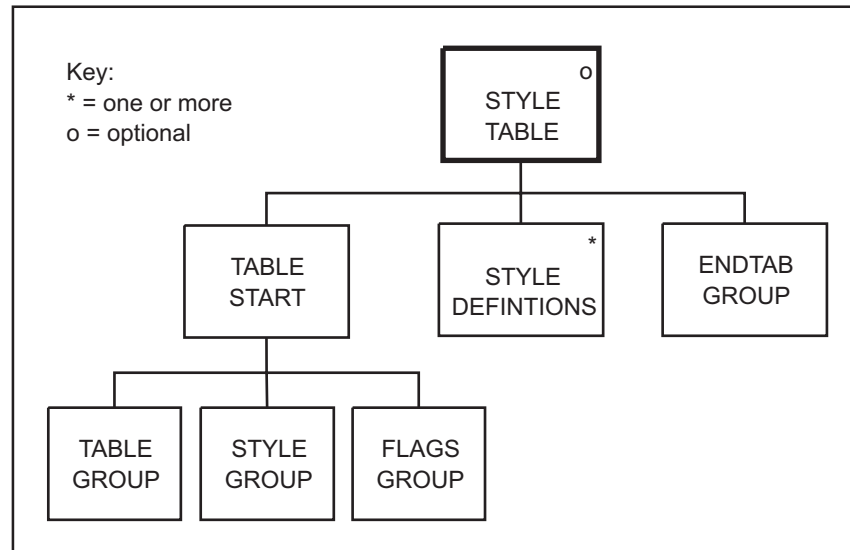 Key:
* = one or more
o = optional
o
STYLE
TABLE
TABLE
START
*
STYLE
DEFINTIONS
ENDTAB
GROUP
TABLE
GROUP
STYLE
GROUP
FLAGS
GROUP